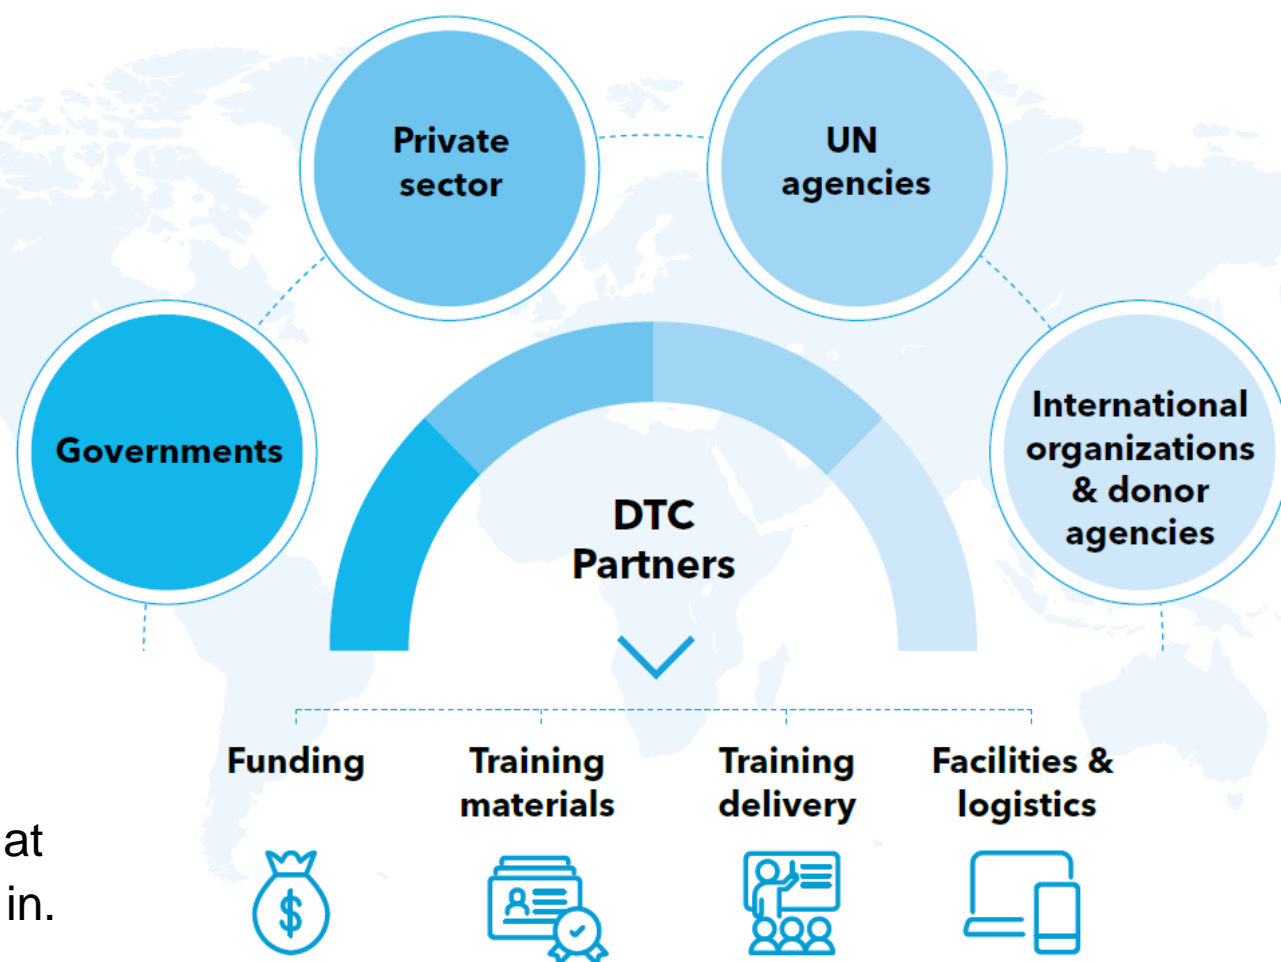 Private
sector
UN
agencies
Governments
International
organizations
& donor
agencies
DTC
Partners
Funding
Training
materials
Training
delivery
Facilities &
logistics
at
in.
$